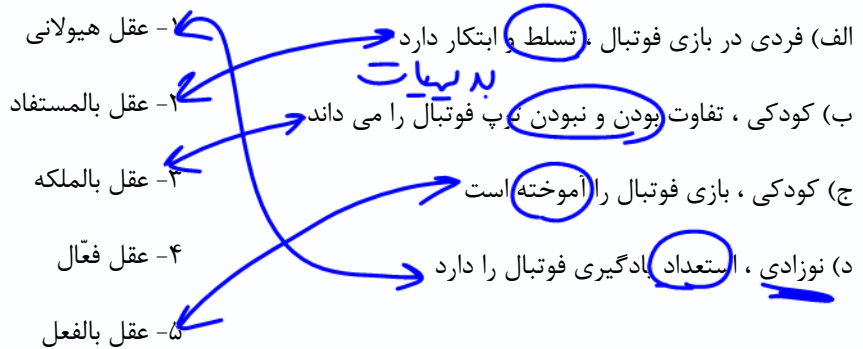 الف) فردی در بازی فوتبال ، تسلط و ابتکار دارد
۱- عقل هیولانی
بدیهیات
ب) کودکی ، تفاوت بودن و نبودن توپ فوتبال را می داند
۲- عقل بالمستفاد
ج) کودکی ، بازی فوتبال را آموخته است
۳- عقل بالملکه
د) نوزادی ، استعداد یادگیری فوتبال را دارد
۴- عقل فعّال
۵- عقل بالفعل